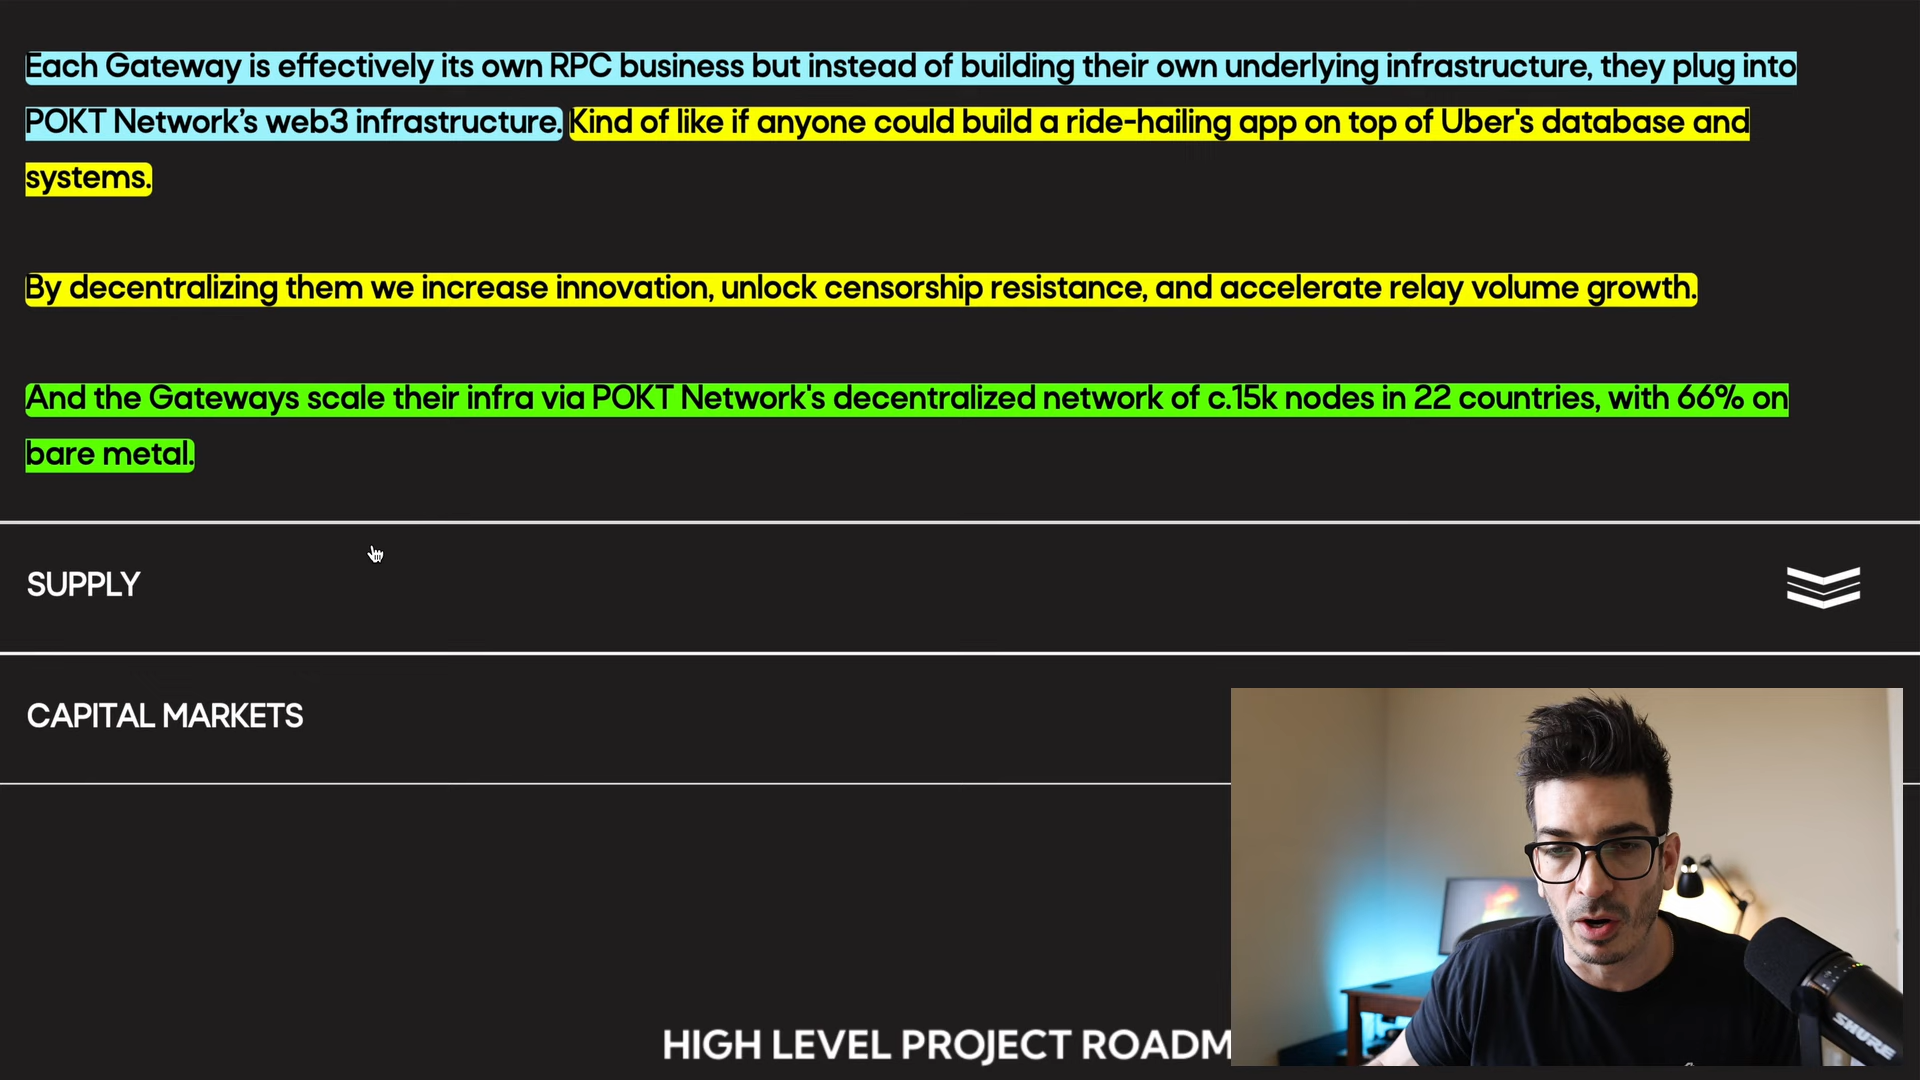 Each Gateway is effectively its own RPC business but instead of building their own underlying infrastructure, they plug into
POKT Network’s web3 infrastructure. Kind of like if anyone could build a ride-hailing app on top of Uber's database and
systems.
By decentralizing them we increase innovation, unlock censorship resistance, and accelerate relay volume growth.
And the Gateways scale their infra via POKT Network's decentralized network of c.15k nodes in 22 countries, with 66% on
bare metal.
SUPPLY
CAPITAL MARKETS
HIGH LEVEL PROJECT ROADM
SHURE